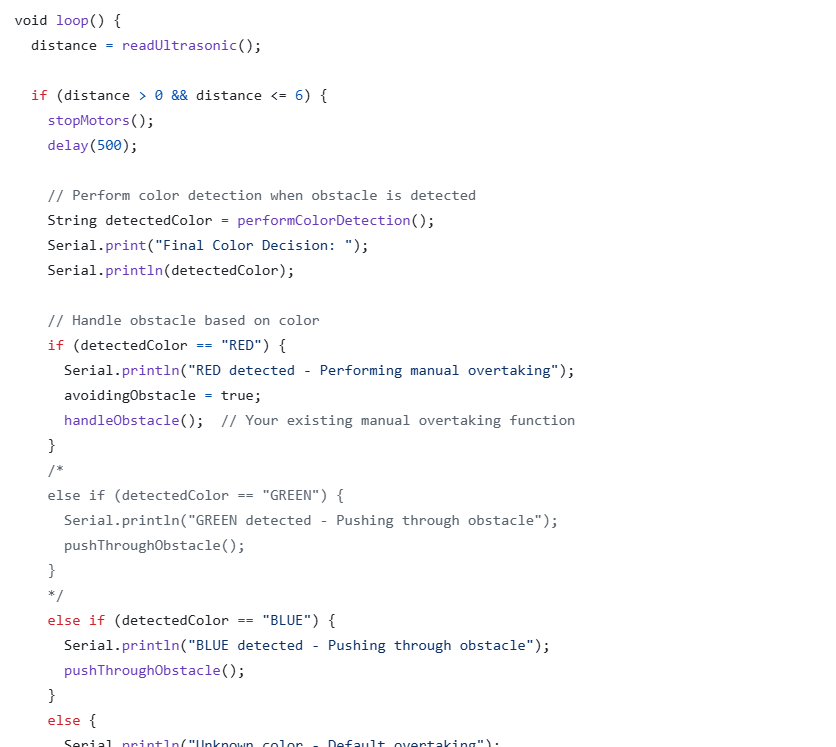 void loop() {
  distance = readUltrasonic();

  if (distance > 0 && distance <= 6) {
    stopMotors();
    delay(500);

    // Perform color detection when obstacle is detected
    String detectedColor = performColorDetection();
    Serial.print("Final Color Decision: ");
    Serial.println(detectedColor);

    // Handle obstacle based on color
    if (detectedColor == "RED") {
      Serial.println("RED detected - Performing manual overtaking");
      avoidingObstacle = true;
      handleObstacle();  // Your existing manual overtaking function
    }
    /*
    else if (detectedColor == "GREEN") {
      Serial.println("GREEN detected - Pushing through obstacle");
      pushThroughObstacle();
    }
    */
    else if (detectedColor == "BLUE") {
      Serial.println("BLUE detected - Pushing through obstacle");
      pushThroughObstacle();
    }
    else {
      Serial.println("Unknown color - Default overtaking");